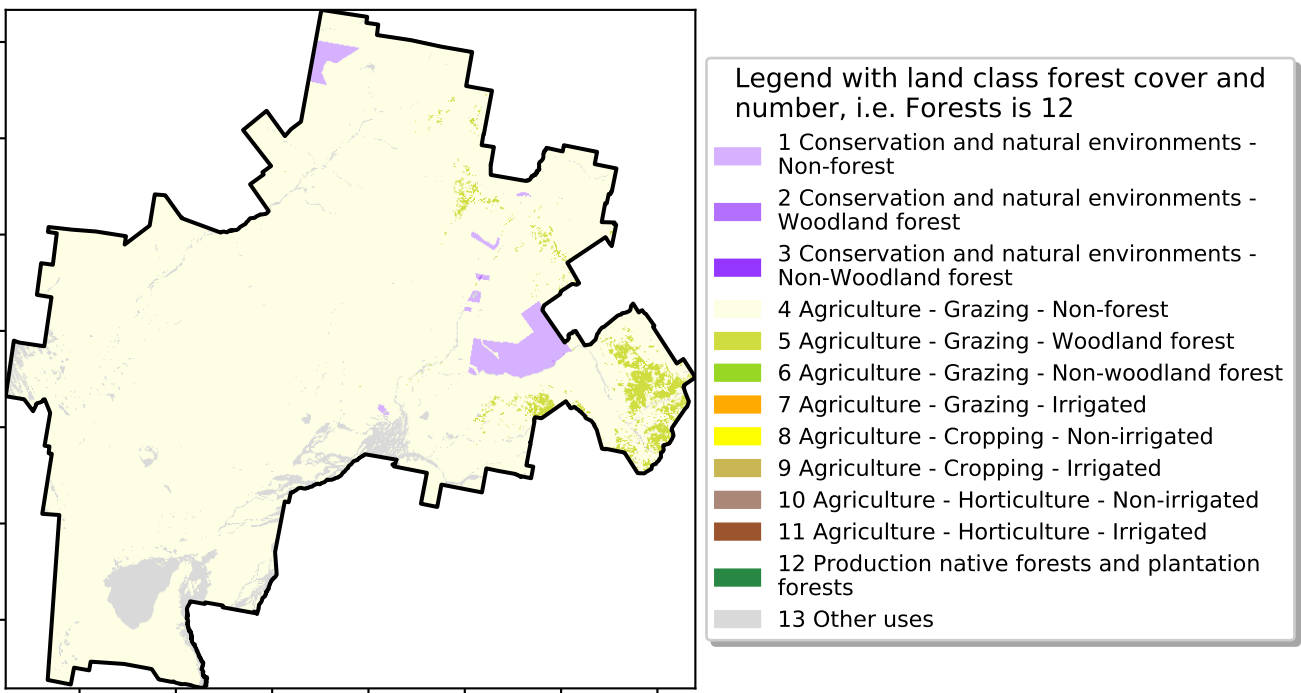 Legend with land class forest cover and
number, i.e. Forests is 12
1 Conservation and natural environments -
Non-forest
2 Conservation and natural environments -
Woodland forest
3 Conservation and natural environments -
Non-Woodland forest
4 Agriculture - Grazing - Non-forest
5 Agriculture - Grazing - Woodland forest
6 Agriculture - Grazing - Non-woodland forest
7 Agriculture - Grazing - Irrigated
8 Agriculture - Cropping - Non-irrigated
9 Agriculture - Cropping - Irrigated
10 Agriculture - Horticulture - Non-irrigated
11 Agriculture - Horticulture - Irrigated
12 Production native forests and plantation
forests
13 Other uses